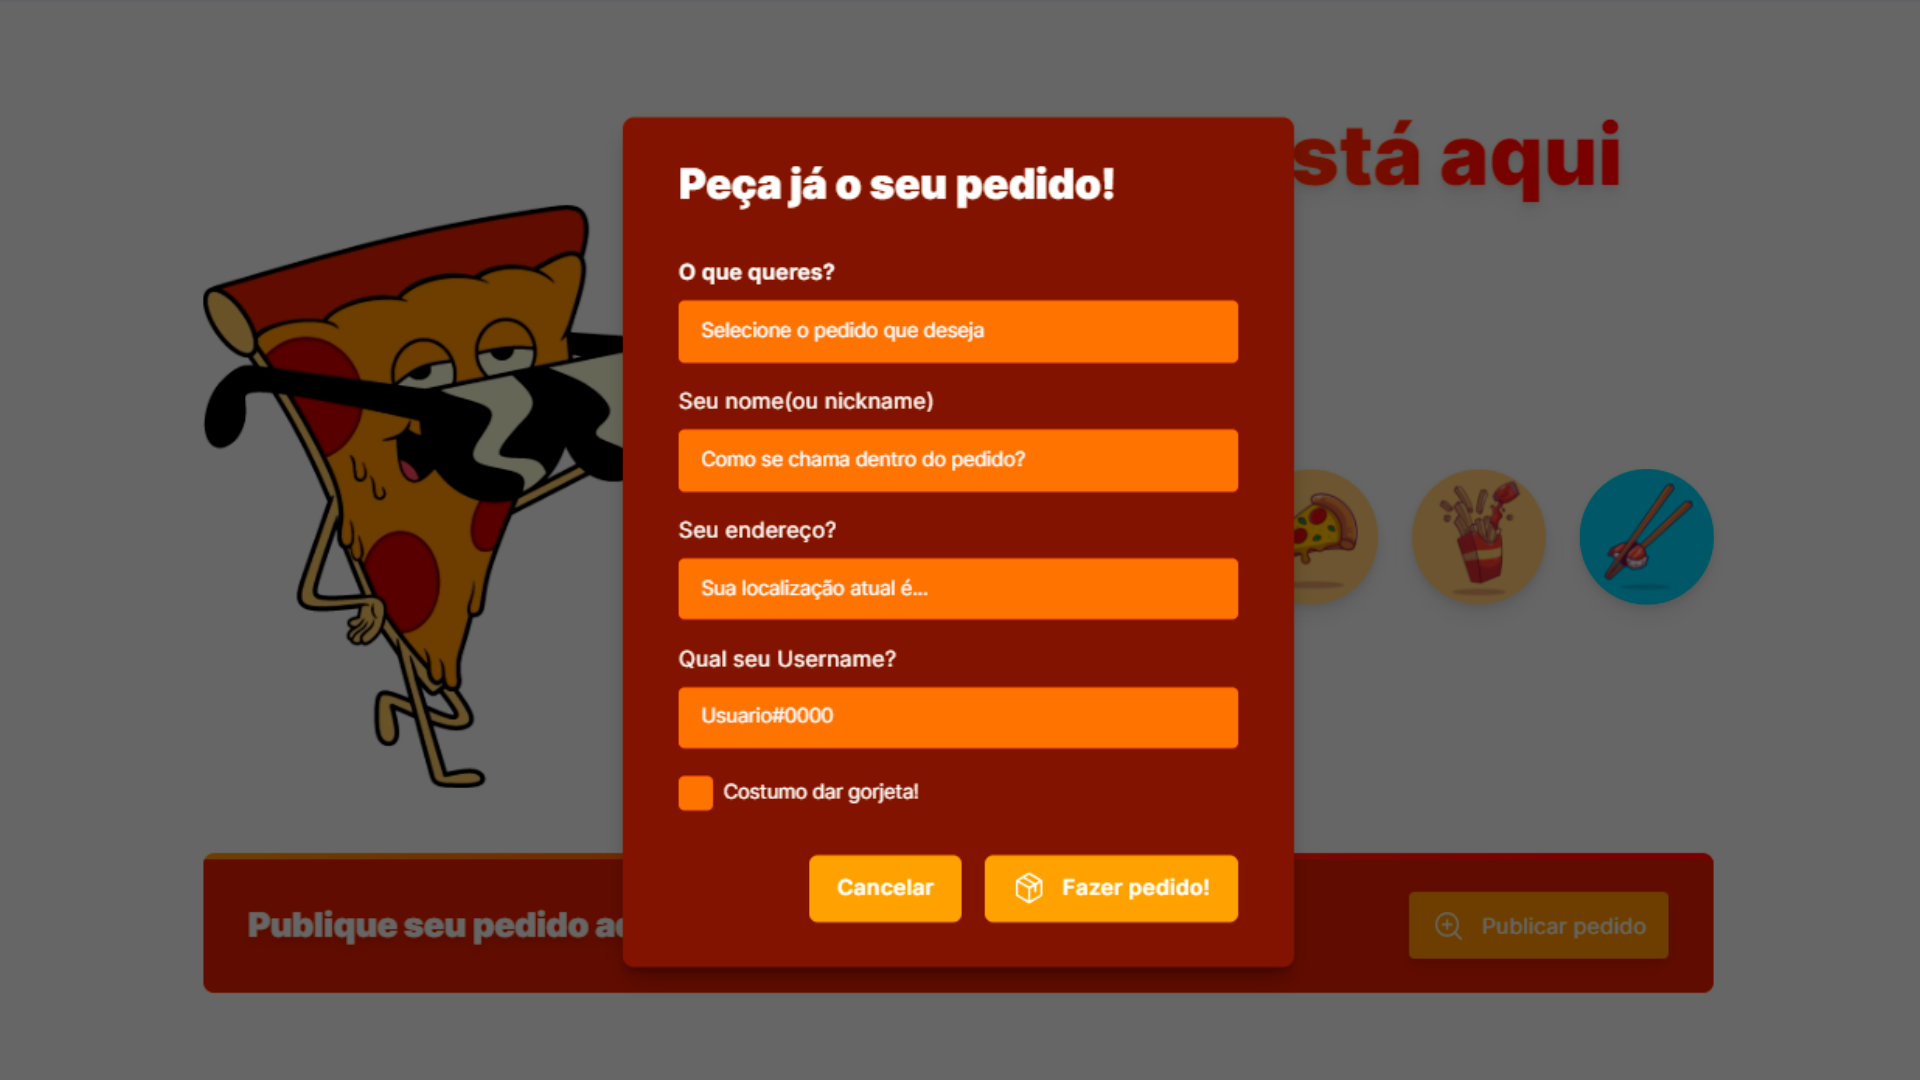 stá aqui
Peça já o seu pedido!
O que queres?
Selecione o pedido que deseja
Seu nome(ou nickname)
Como se chama dentro do pedido?
Seu endereço?
Sua localização atual é...
Qual seu Username?
Usuario#0000
Costumo dar gorjeta!
Cancelar
Fazer pedido!
Publique seu pedido a
Publicar pedido